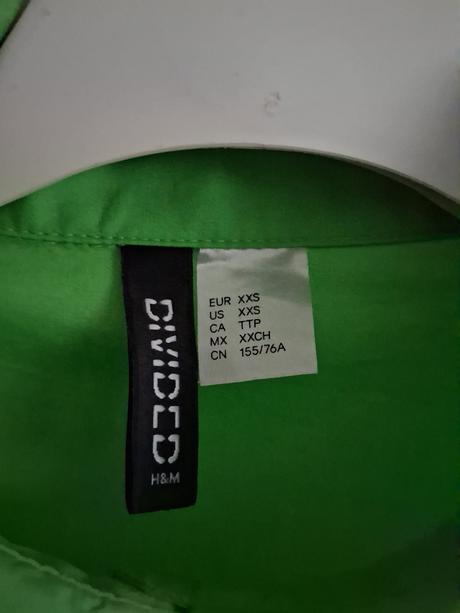 DIVIDED
H&M
EUR XXS
US XXS
CA TTP
MX XXCH
CN 155/76A